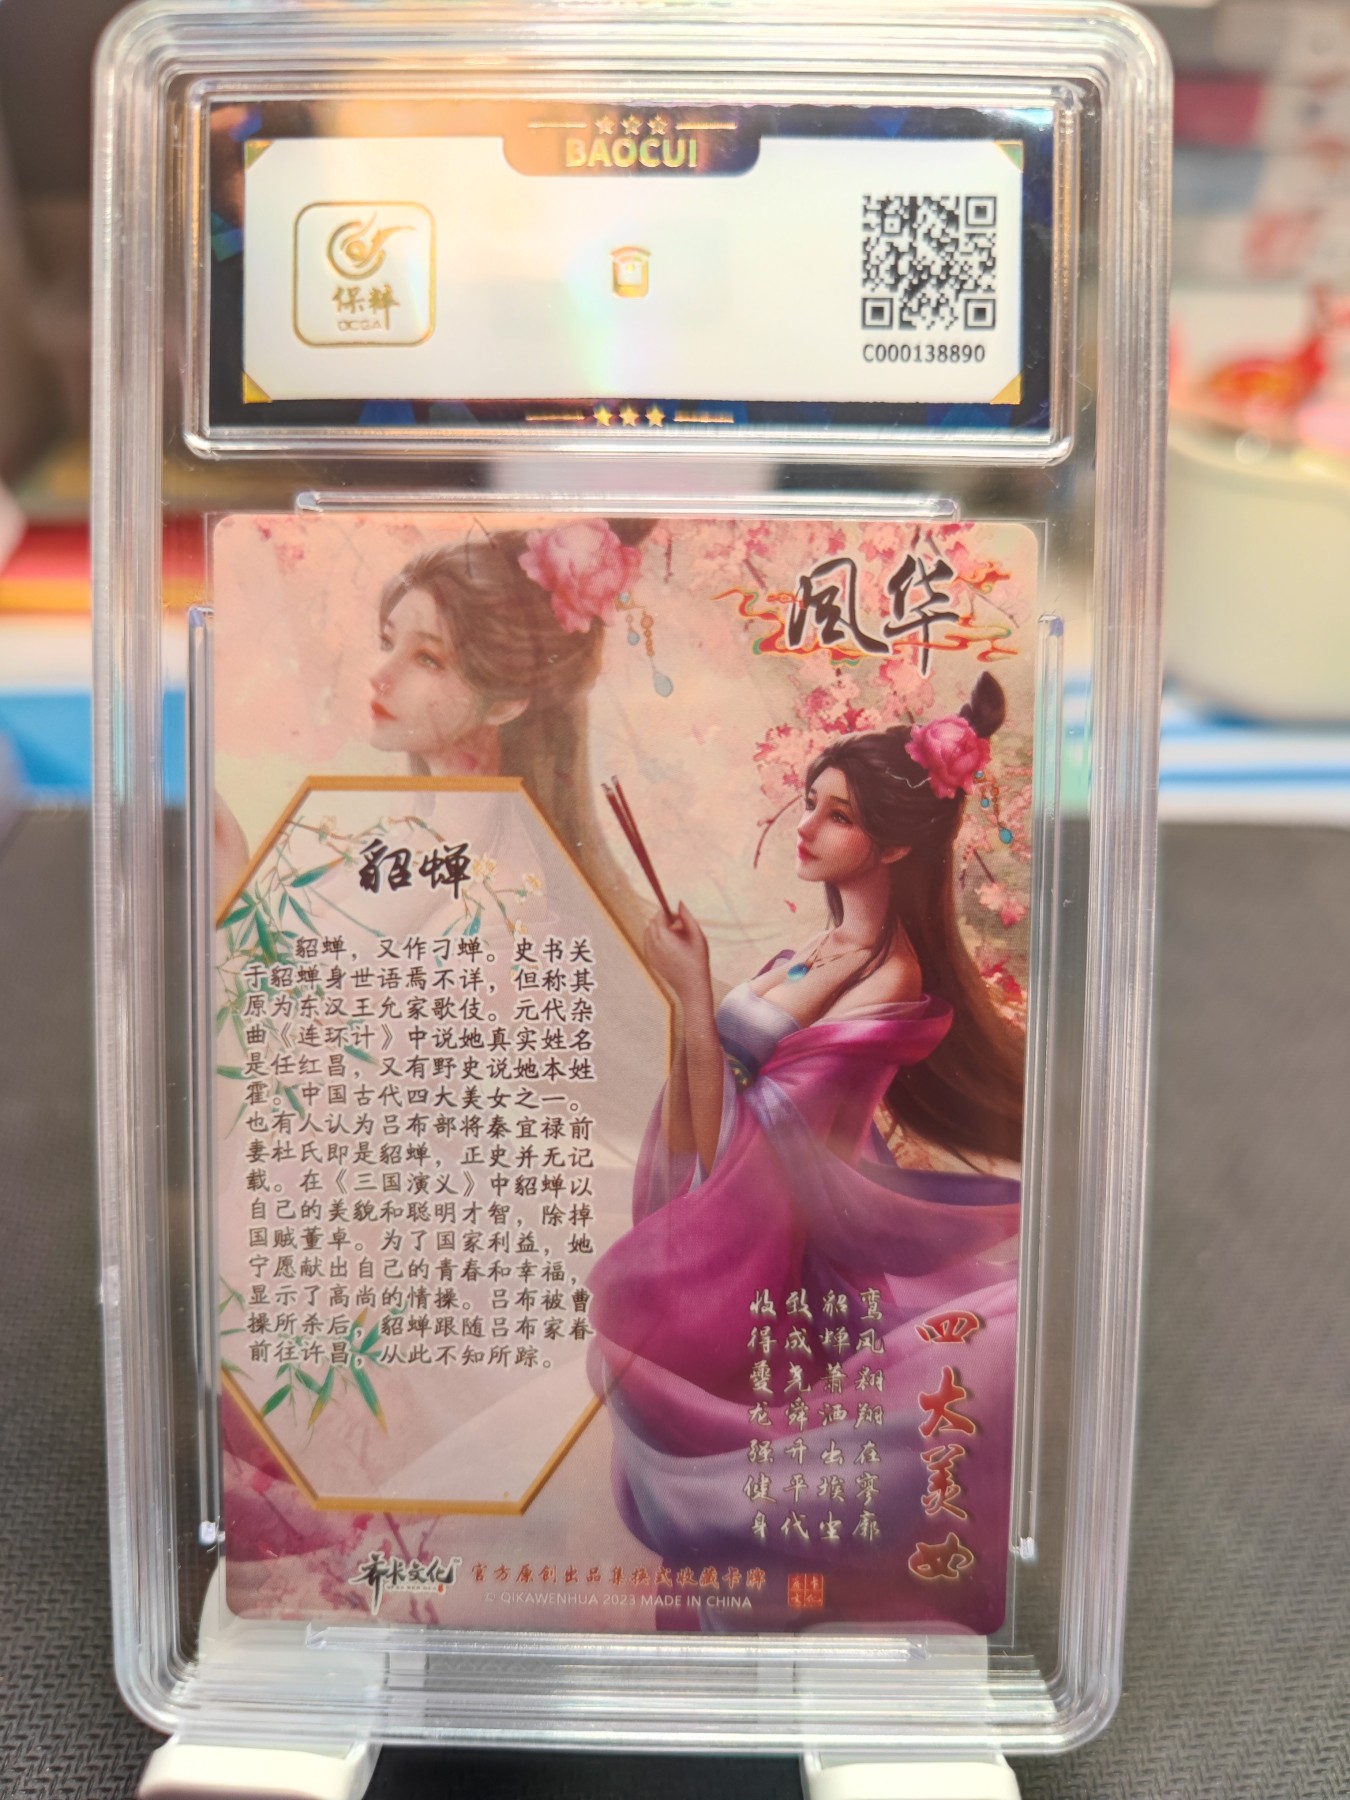 BAOCUI
保粹
OCGA
C000138890
风华
貂蝉
貂蝉，又作刁蝉。史书关
于貂蝉身世语焉不详，但称其
原为东汉王允家歌伎。元代杂
曲《连环计》中说她真实姓名
是任红昌，又有野史说她本姓
霍。中国古代四大美女之一。
也有人认为吕布部将秦宜禄前
妻杜氏即是貂蝉，正史并无记
载。在《三国演义》中貂蝉以
自己的美貌和聪明才智，除掉
国贼董卓。为了国家利益，她
宁愿献出自己的青春和幸福，
显示了高尚的情操。吕布被曹
操所杀后，貂蝉跟随吕布家眷
前往许昌，从此不知所踪。
鸾凤翱翔在寥廓
貂蝉萧洒出埃尘
致成尧舜升平代
收得夔龙强健身
四大美女
齐卡文化
官方原创出品集换式收藏卡牌
© QIKAWENHUA 2023 MADE IN CHINA